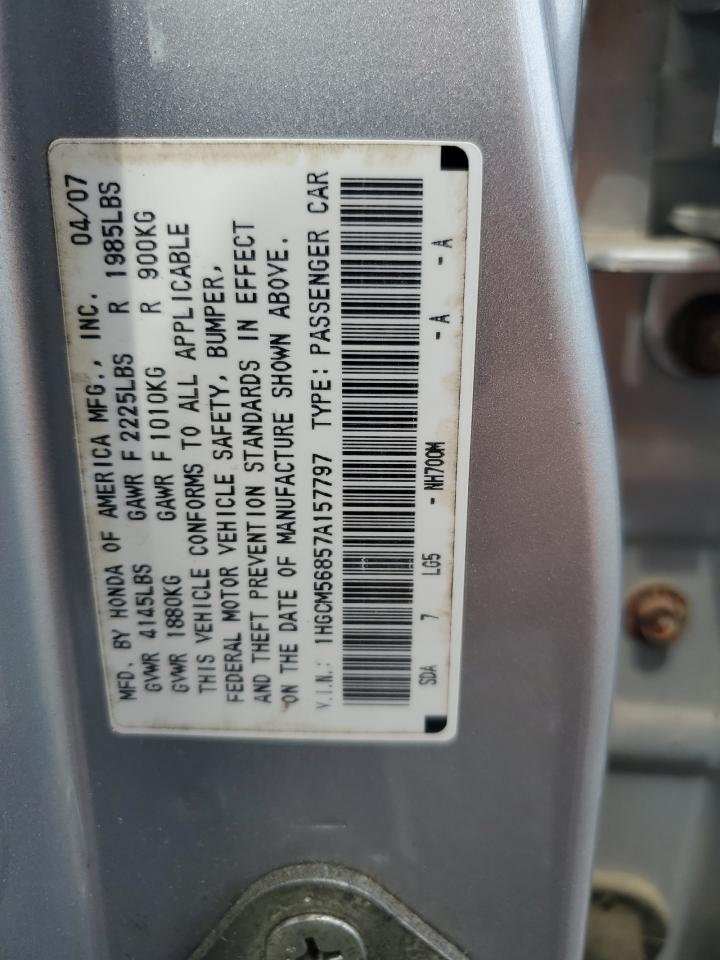 MFD. BY HONDA OF AMERICA MFG., INC. 04/07
GVWR 4145LBS GAWR F 2225LBS R 1985LBS
GVWR 1880KG GAWR F 1010KG R 900KG
THIS VEHICLE CONFORMS TO ALL APPLICABLE
FEDERAL MOTOR VEHICLE SAFETY, BUMPER,
AND THEFT PREVENTION STANDARDS IN EFFECT
ON THE DATE OF MANUFACTURE SHOWN ABOVE.
V.I.N.: 1HGCM56857A157797 TYPE: PASSENGER CAR
SDA 7 LG5 - NH700M - A - A